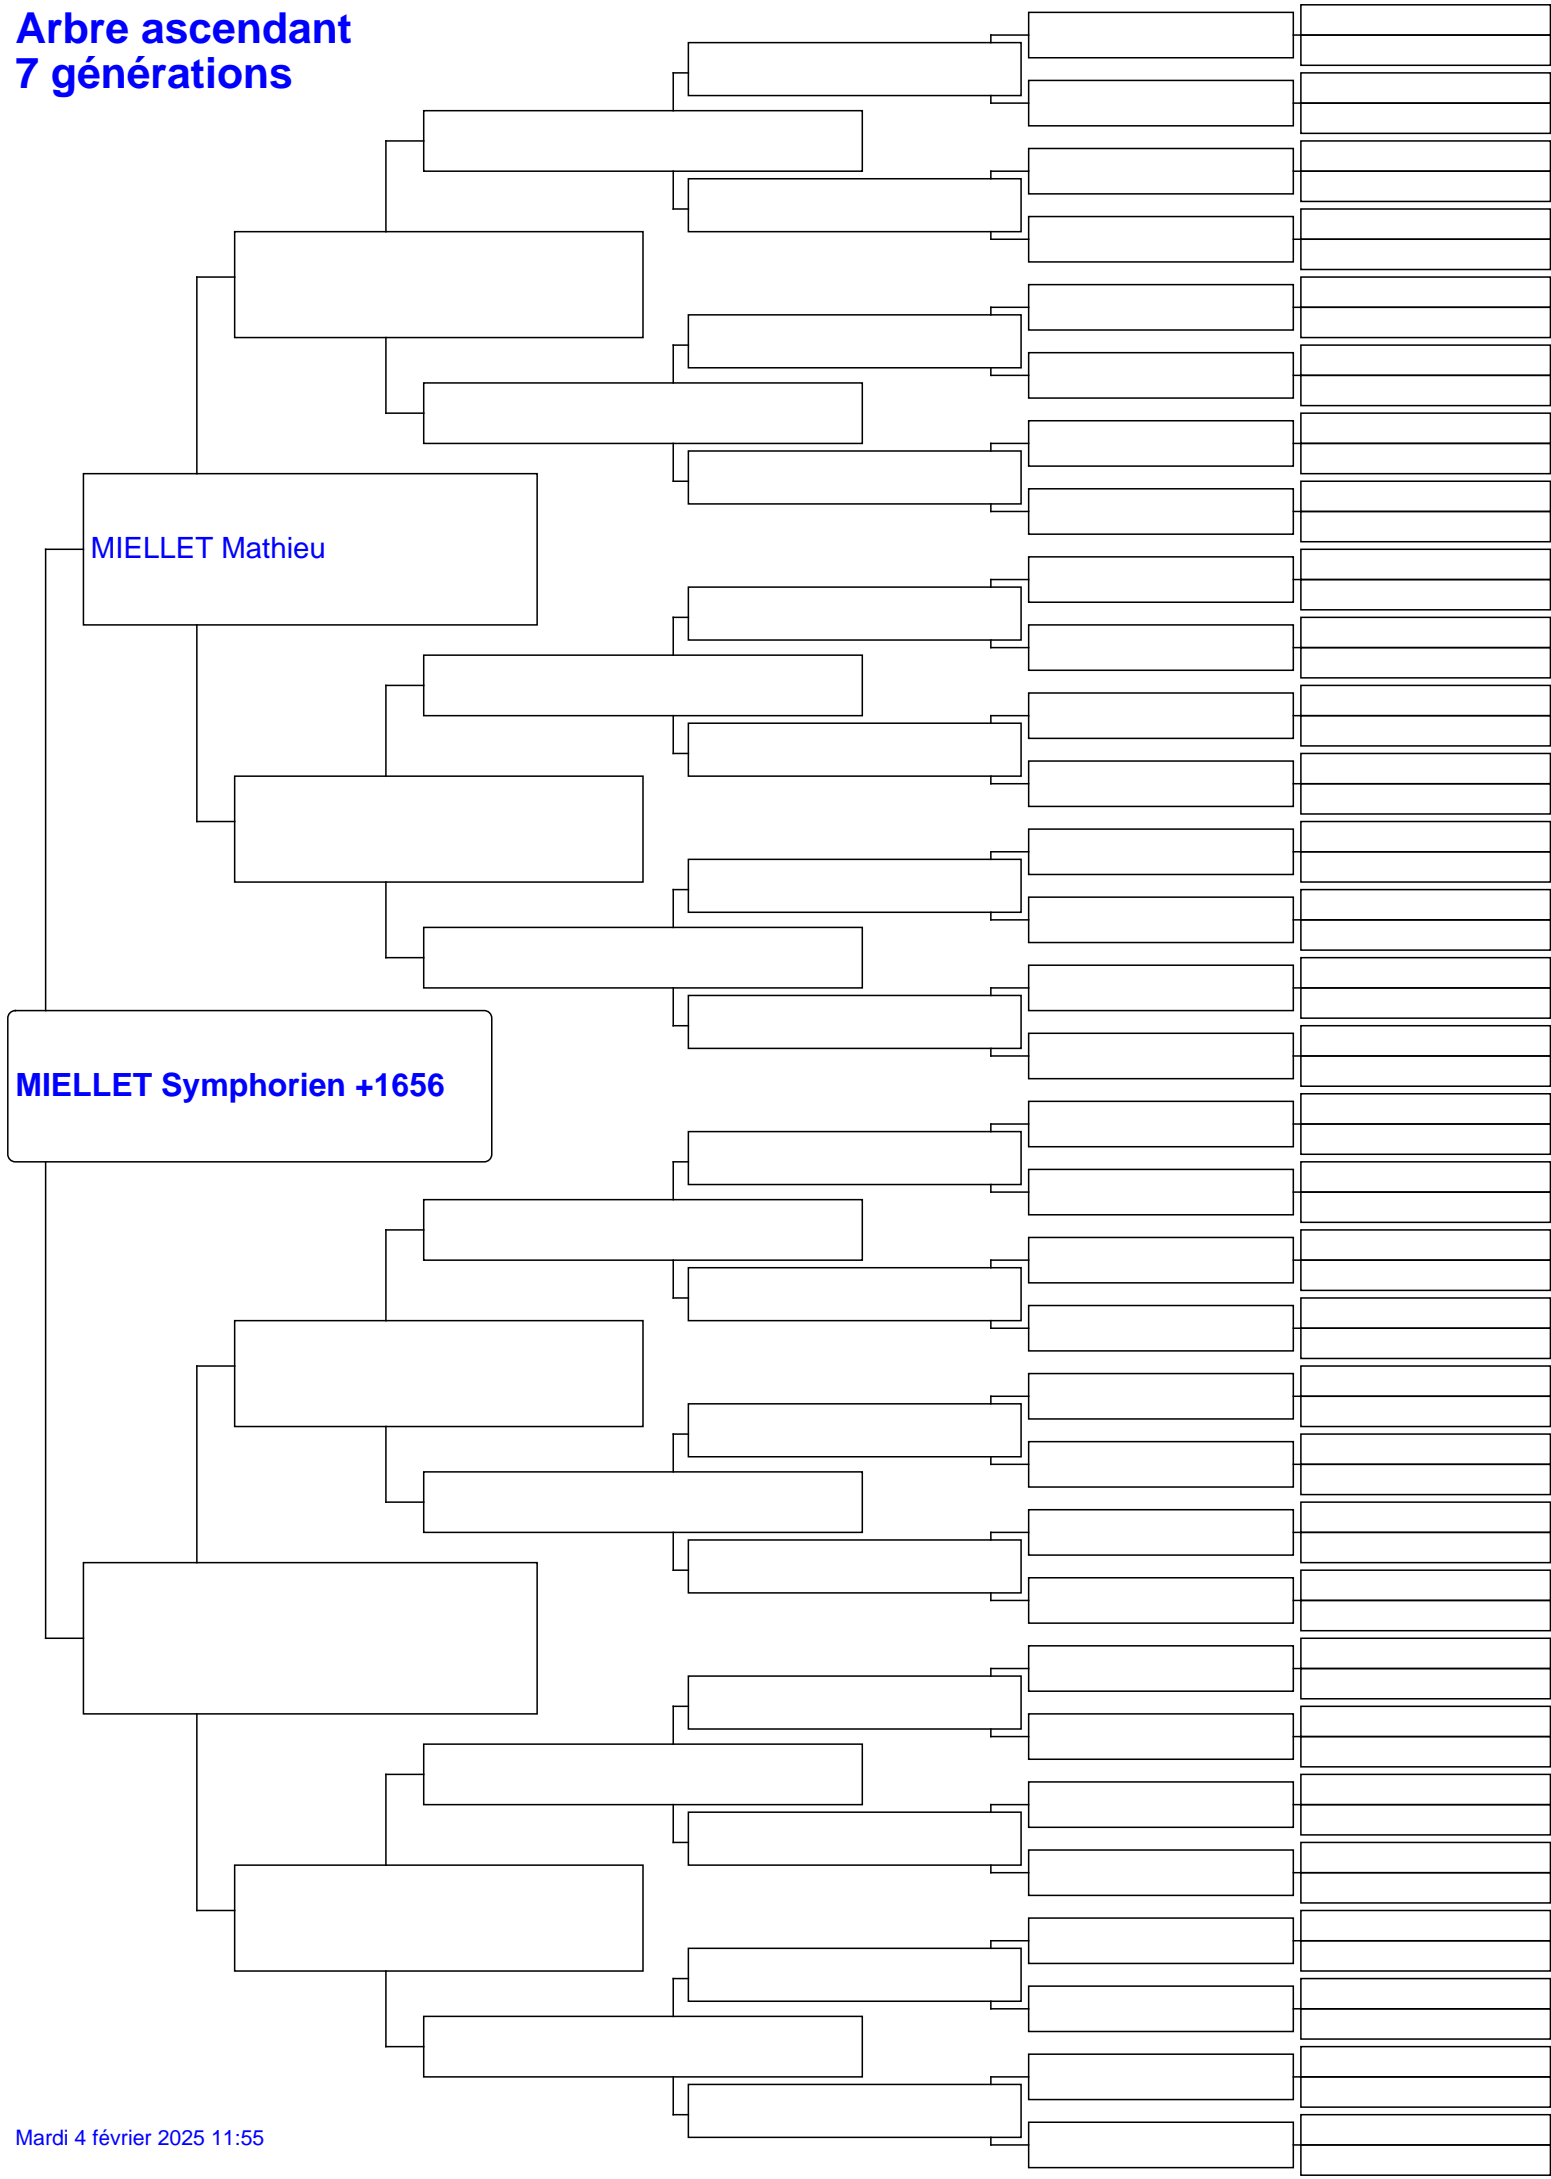 Arbre ascendant
7 générations
MIELLET Mathieu
MIELLET Symphorien +1656
Mardi 4 février 2025 11:55